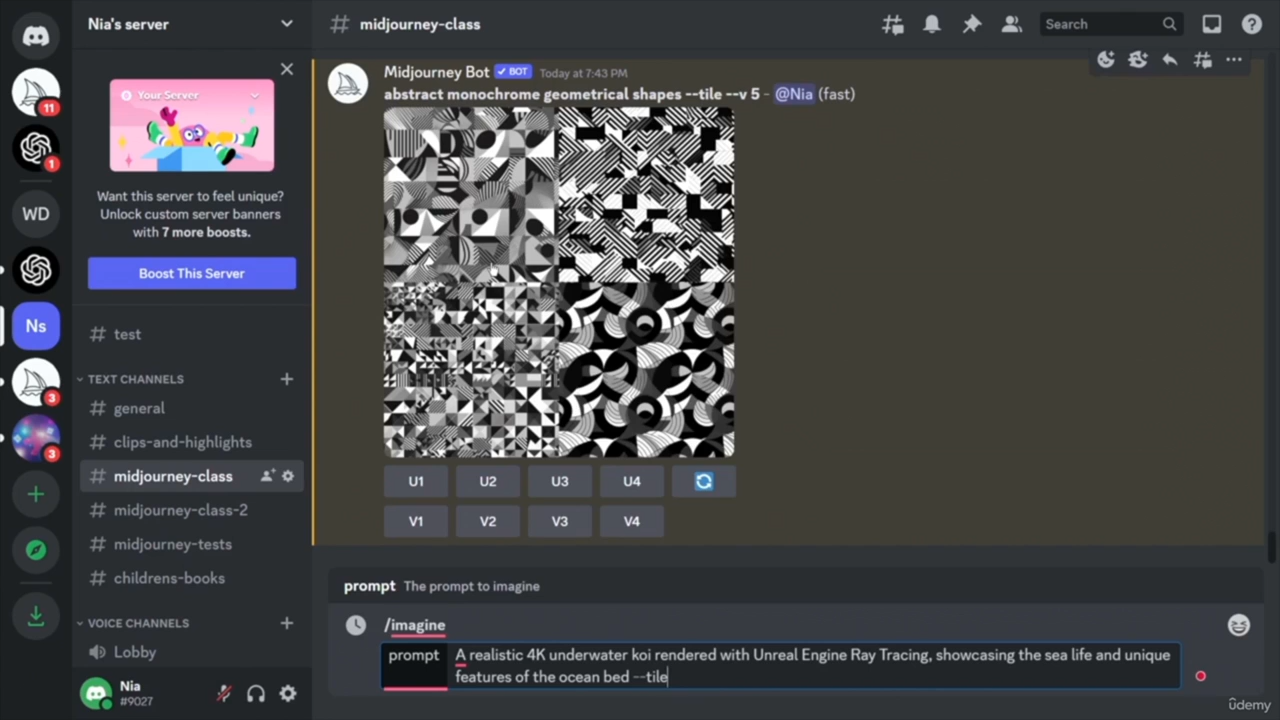 Nia's server
# midjourney-class
Search
11
1
WD
Ns
3
3
Your Server
Want this server to feel unique?
Unlock custom server banners
with 7 more boosts.
Boost This Server
# test
TEXT CHANNELS
# general
# clips-and-highlights
# midjourney-class
# midjourney-class-2
# midjourney-tests
# childrens-books
VOICE CHANNELS
Lobby
Nia
#9027
Midjourney Bot ✓ BOT Today at 7:43 PM
abstract monochrome geometrical shapes --tile --v 5 - @Nia (fast)
U1 U2 U3 U4
V1 V2 V3 V4
prompt The prompt to imagine
/imagine
prompt A realistic 4K underwater koi rendered with Unreal Engine Ray Tracing, showcasing the sea life and unique
features of the ocean bed --tile
ûdemy